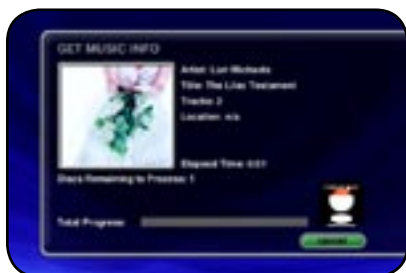 GET MUSIC INFO
Artist: Lori Michaels
Title: The Lilac Testament
Tracks: 2
Location: n/a
Elapsed Time: 0:01
Discs Remaining to Process: 1
Total Progress: